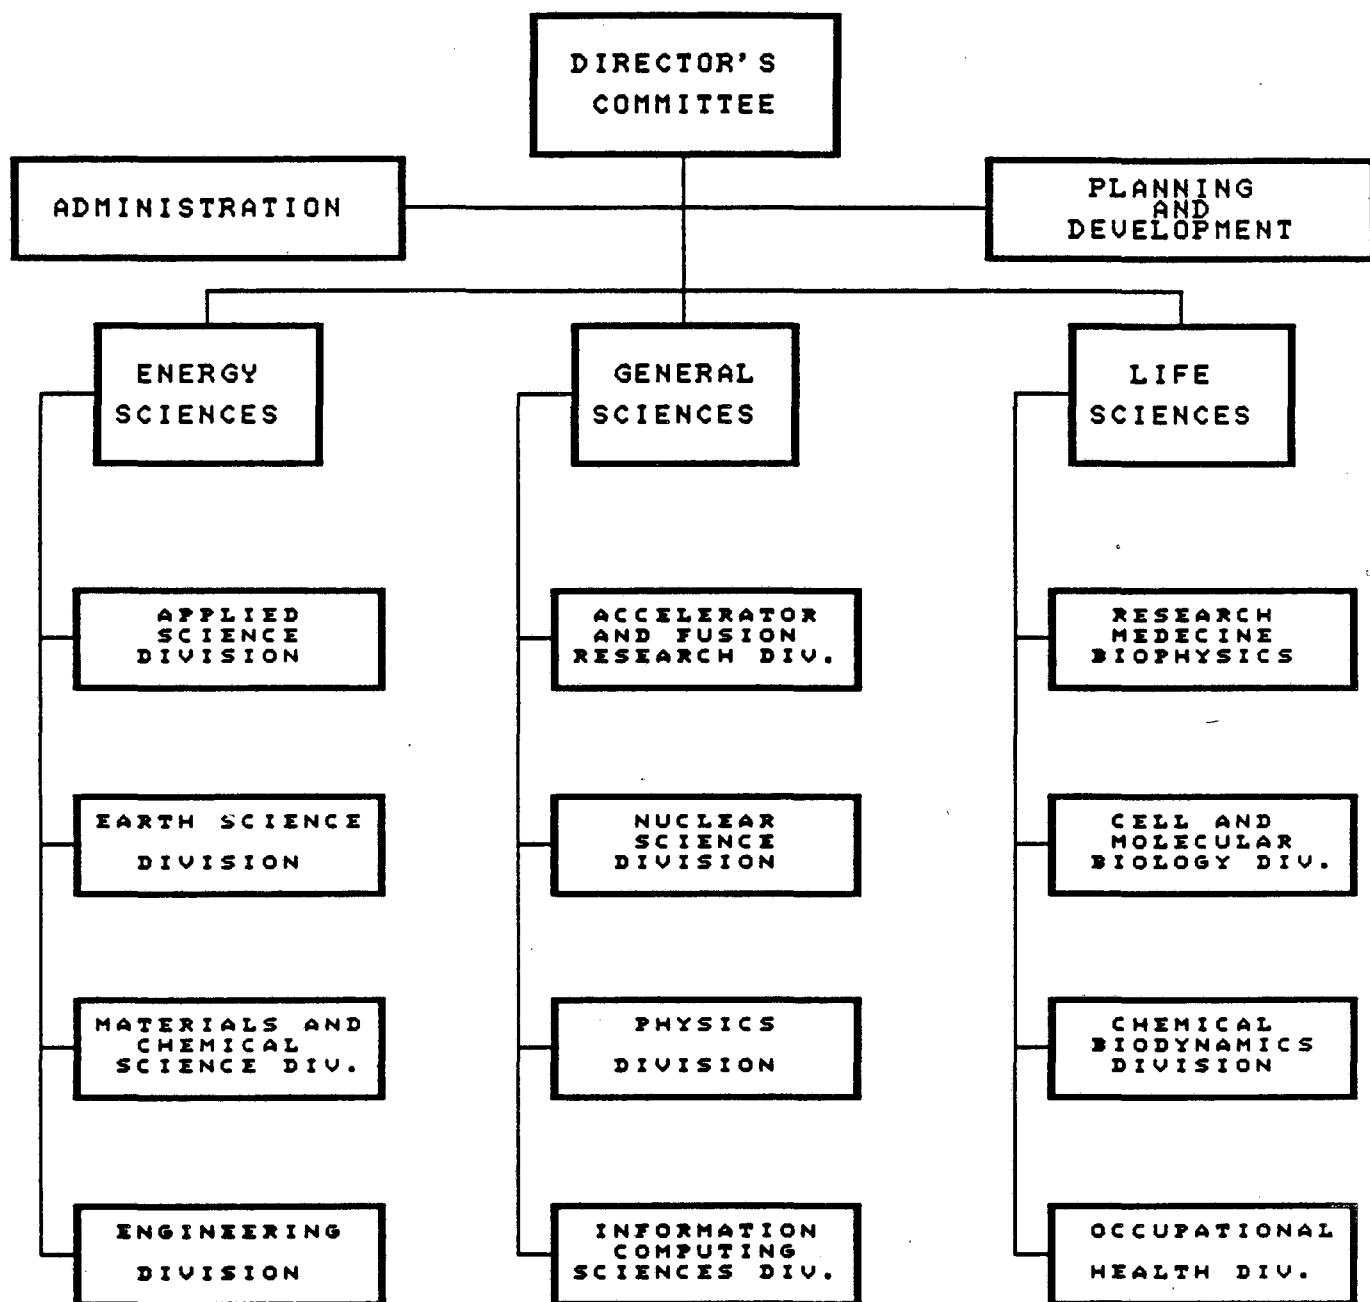 DIRECTOR'S
COMMITTEE
ADMINISTRATION
PLANNING
AND
DEVELOPMENT
ENERGY
SCIENCES
GENERAL
SCIENCES
LIFE
SCIENCES
APPLIED
SCIENCE
DIVISION
ACCELERATOR
AND FUSION
RESEARCH DIV.
RESEARCH
MEDECINE
BIOPHYSICS
EARTH SCIENCE
DIVISION
NUCLEAR
SCIENCE
DIVISION
CELL AND
MOLECULAR
BIOLOGY DIV.
MATERIALS AND
CHEMICAL
SCIENCE DIV.
PHYSICS
DIVISION
CHEMICAL
BIODYNAMICS
DIVISION
ENGINEERING
DIVISION
INFORMATION
COMPUTING
SCIENCES DIV.
OCCUPATIONAL
HEALTH DIV.